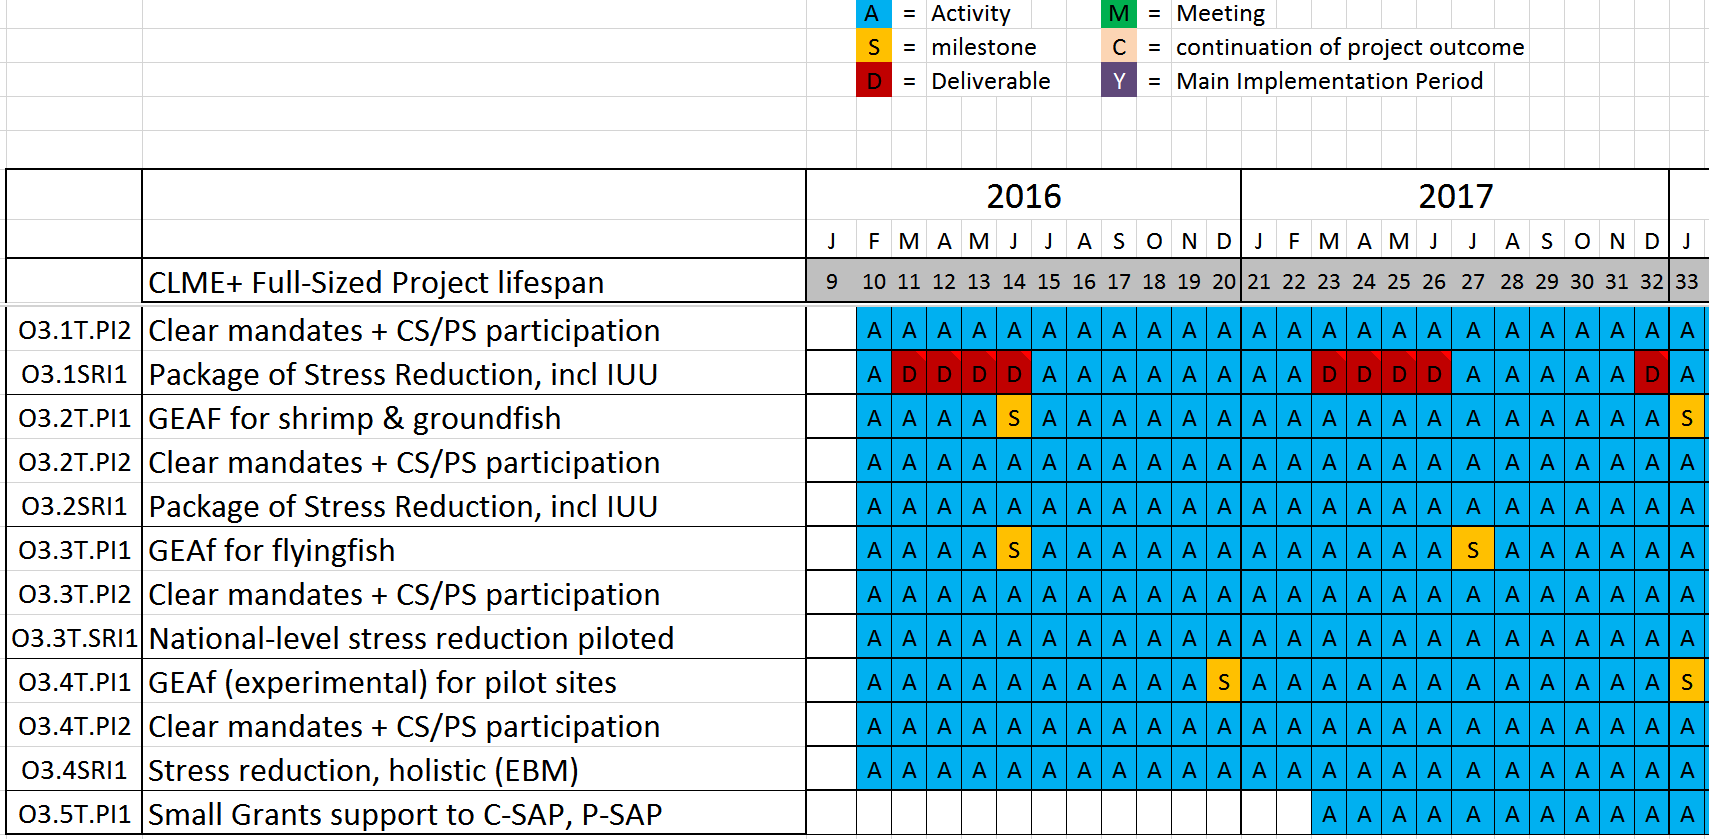 A = Activity M = Meeting
S = milestone C = continuation of project outcome
D = Deliverable Y = Main Implementation Period
2016 2017
J F M A M J J A S O N D J F M A M J J A S O N D J
CLME+ Full-Sized Project lifespan 9 10 11 12 13 14 15 16 17 18 19 20 21 22 23 24 25 26 27 28 29 30 31 32 33
O3.1T.PI2 Clear mandates + CS/PS participation A A A A A A A A A A A A A A A A A A A A A A A A
O3.1SRI1 Package of Stress Reduction, incl IUU A D D D D A A A A A A A A D D D D A A A A A D A
O3.2T.PI1 GEAF for shrimp & groundfish A A A A S A A A A A A A A A A A A A A A A A A S
O3.2T.PI2 Clear mandates + CS/PS participation A A A A A A A A A A A A A A A A A A A A A A A A
O3.2SRI1 Package of Stress Reduction, incl IUU A A A A A A A A A A A A A A A A A A A A A A A A
O3.3T.PI1 GEAf for flyingfish A A A A S A A A A A A A A A A A A S A A A A A A
O3.3T.PI2 Clear mandates + CS/PS participation A A A A A A A A A A A A A A A A A A A A A A A A
O3.3T.SRI1 National-level stress reduction piloted A A A A A A A A A A A A A A A A A A A A A A A A
O3.4T.PI1 GEAf (experimental) for pilot sites A A A A A A A A A A S A A A A A A A A A A A A S
O3.4T.PI2 Clear mandates + CS/PS participation A A A A A A A A A A A A A A A A A A A A A A A A
O3.4SRI1 Stress reduction, holistic (EBM) A A A A A A A A A A A A A A A A A A A A A A A A
O3.5T.PI1 Small Grants support to C-SAP, P-SAP A A A A A A A A A A A